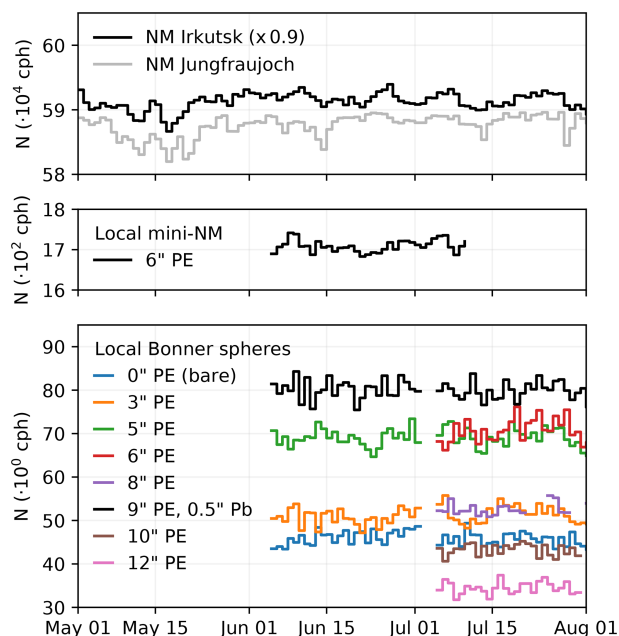 60
59
58
N (·10⁴ cph)
NM Irkutsk (x 0.9)
NM Jungfraujoch
18
17
16
N (·10² cph)
Local mini-NM
6" PE
90
80
70
60
50
40
30
N (·10⁰ cph)
Local Bonner spheres
0" PE (bare)
3" PE
5" PE
6" PE
8" PE
9" PE, 0.5" Pb
10" PE
12" PE
May 01 May 15 Jun 01 Jun 15 Jul 01 Jul 15 Aug 01